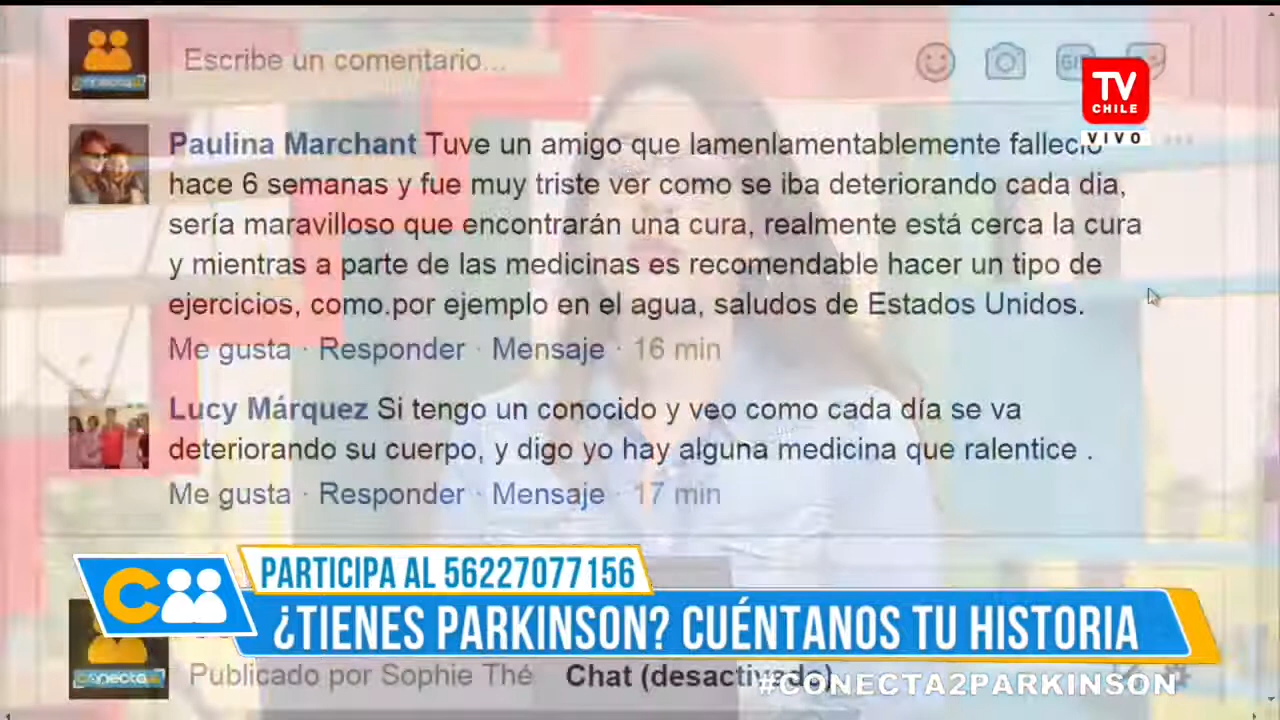 Escribe un comentario...
GIF
TV
CHILE
VIVO
Paulina Marchant Tuve un amigo que lamenlamentablemente falleció
hace 6 semanas y fue muy triste ver como se iba deteriorando cada dia,
sería maravilloso que encontrarán una cura, realmente está cerca la cura
y mientras a parte de las medicinas es recomendable hacer un tipo de
ejercicios, como.por ejemplo en el agua, saludos de Estados Unidos.
Me gusta · Responder · Mensaje · 16 min
Lucy Márquez Si tengo un conocido y veo como cada día se va
deteriorando su cuerpo, y digo yo hay alguna medicina que ralentice .
Me gusta · Responder · Mensaje · 17 min
PARTICIPA AL 56227077156
C
¿TIENES PARKINSON? CUÉNTANOS TU HISTORIA
conecta
Publicado por Sophie Thé
Chat (desactivado)
#CONECTA2PARKINSON